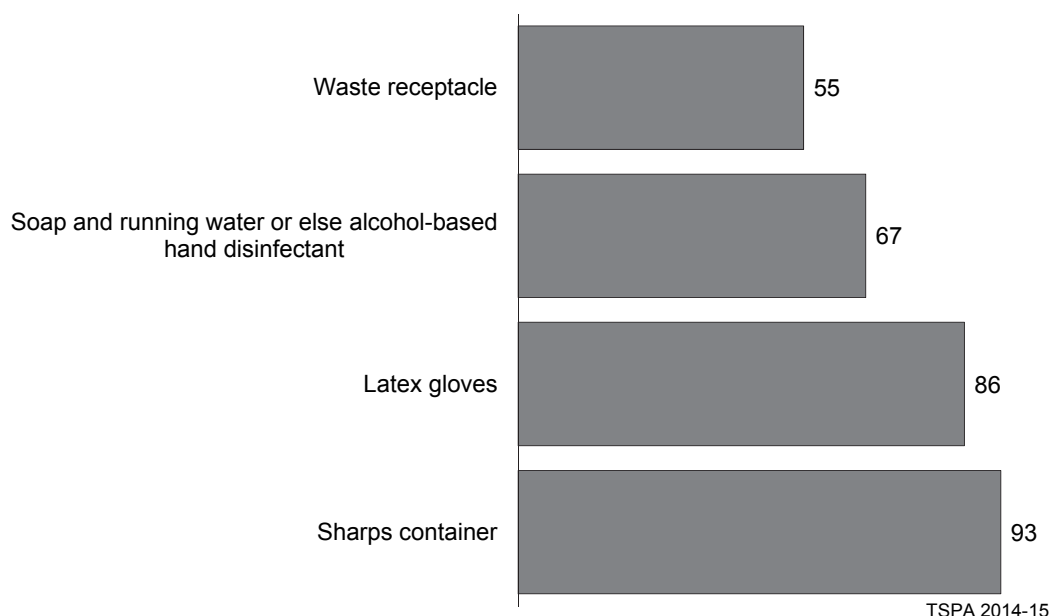 Waste receptacle
55
Soap and running water or else alcohol-based
hand disinfectant
67
Latex gloves
86
Sharps container
93
TSPA 2014-15